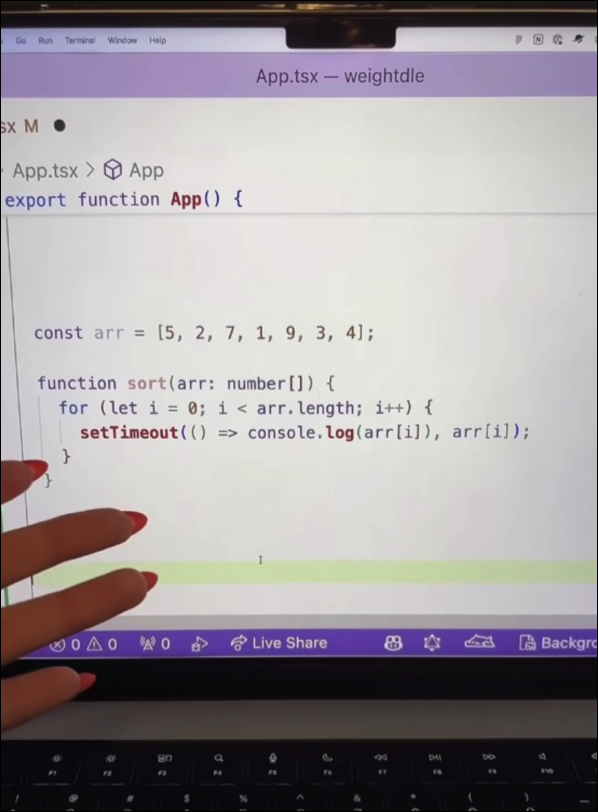 Go Run Terminal Window Help
App.tsx — weightdle
sx M
App.tsx > App
export function App() {
const arr = [5, 2, 7, 1, 9, 3, 4];
function sort(arr: number[]) {
for (let i = 0; i < arr.length; i++) {
setTimeout(() => console.log(arr[i]), arr[i]);
}
}
0 0 0 Live Share Backgro
F1 F2 F3 F4 F5 F6 F7 F8 F9 F10
! @ # $ % ^ & * ( )